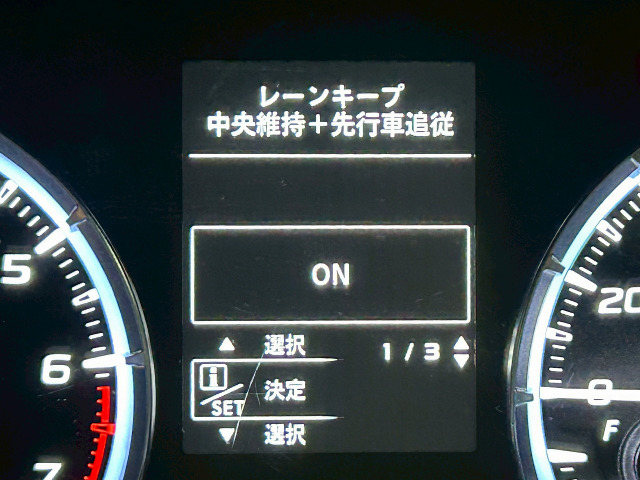 レーンキープ
中央維持＋先行車追従
ON
▲ 選択 1/3
i/SET 決定
▼ 選択
5
6
7
20
0
F